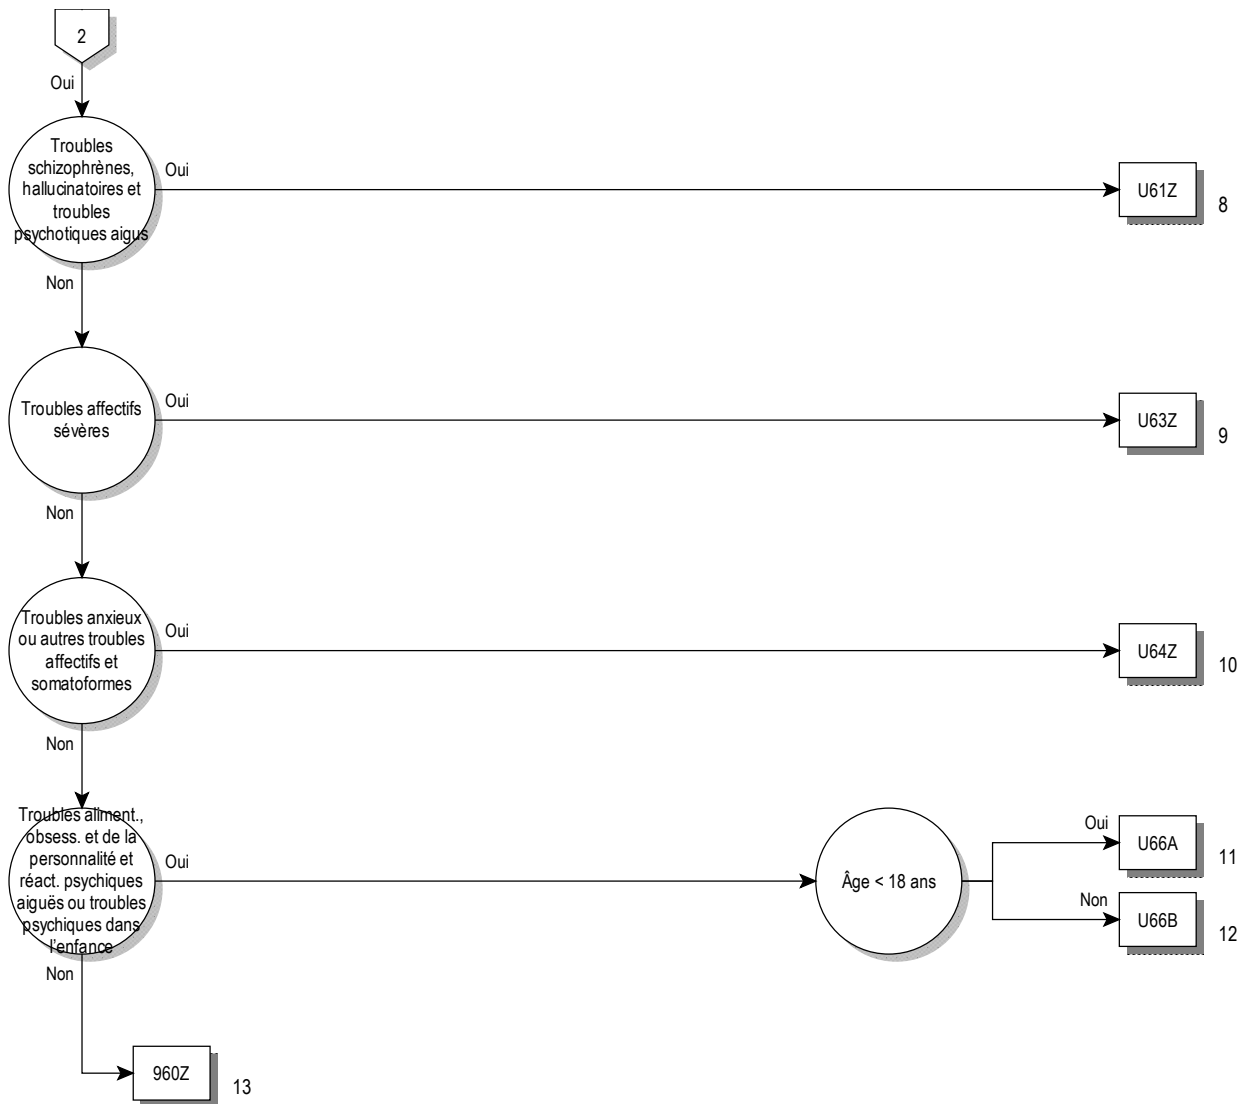 2
Oui
Troubles
schizophrènes,
hallucinatoires et
troubles
psychotiques aigus
Oui
U61Z
8
Non
Troubles affectifs
sévères
Oui
U63Z
9
Non
Troubles anxieux
ou autres troubles
affectifs et
somatoformes
Oui
U64Z
10
Non
Troubles aliment.,
obsess. et de la
personnalité et
réact. psychiques
aiguës ou troubles
psychiques dans
l'enfance
Oui
Âge < 18 ans
Oui
U66A
11
Non
U66B
12
Non
960Z
13